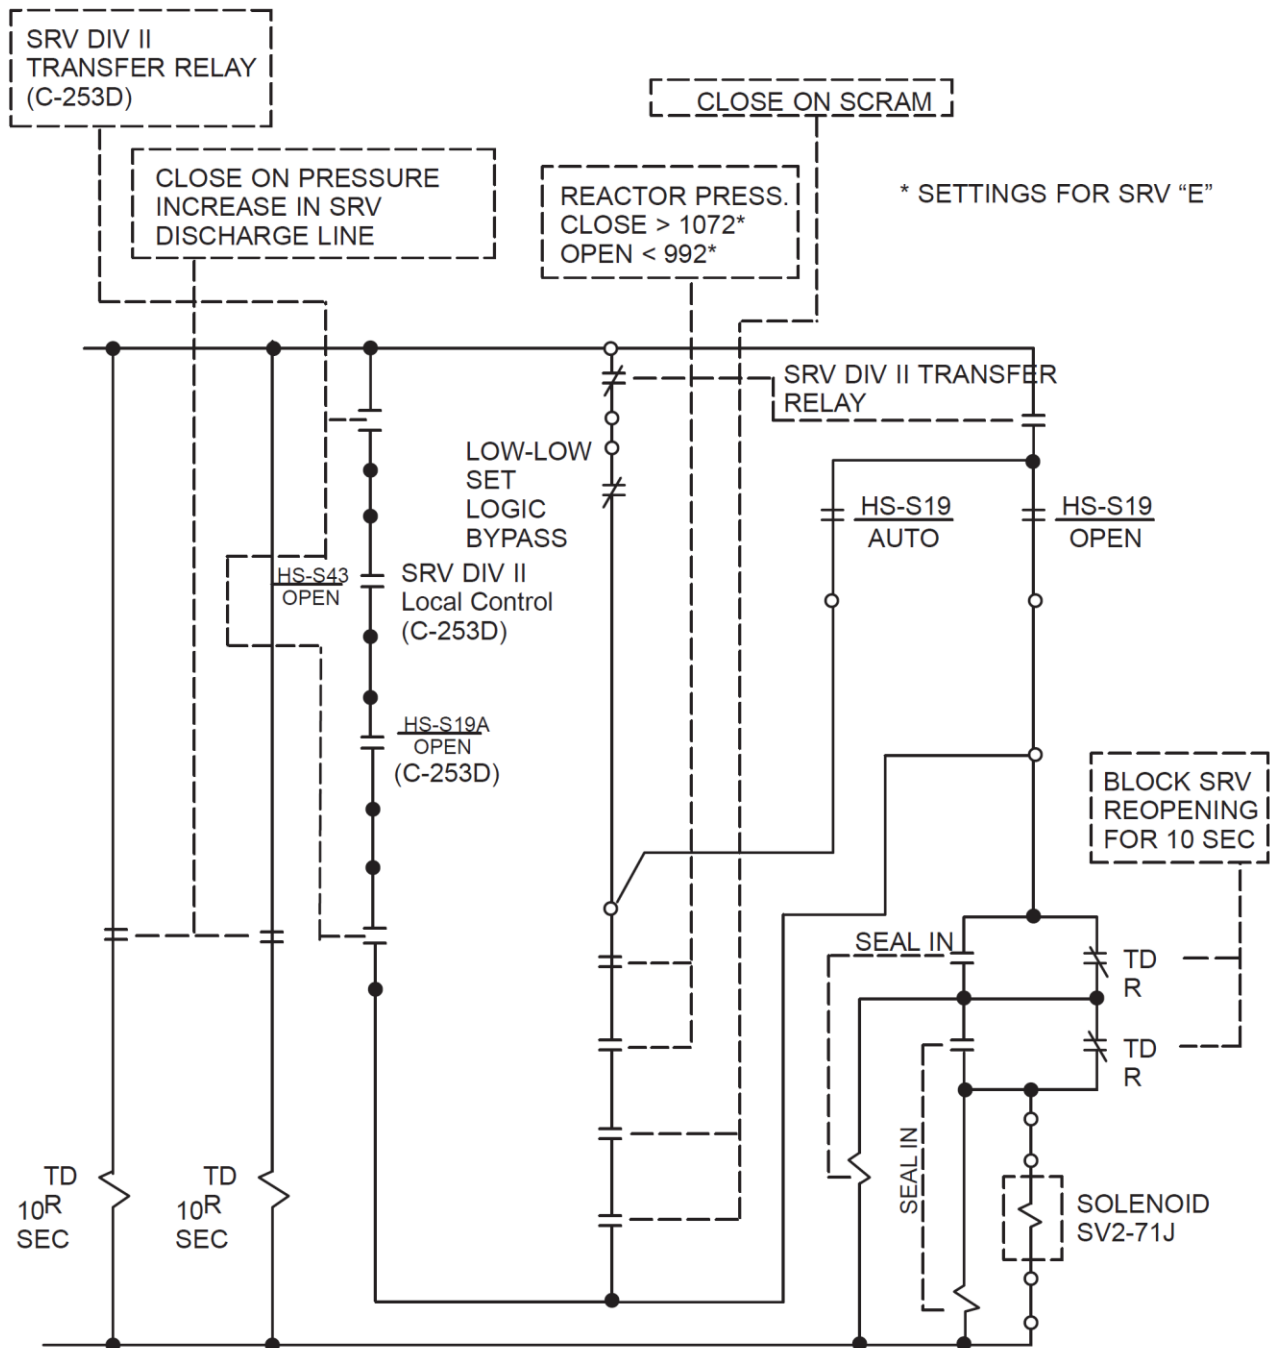 SRV DIV II
TRANSFER RELAY
(C-253D)
CLOSE ON SCRAM
CLOSE ON PRESSURE
INCREASE IN SRV
DISCHARGE LINE
REACTOR PRESS.
CLOSE > 1072*
OPEN < 992*
* SETTINGS FOR SRV “E”
SRV DIV II TRANSFER
RELAY
LOW-LOW
SET
LOGIC
BYPASS
HS-S19
AUTO
HS-S19
OPEN
HS-S43
OPEN
SRV DIV II
Local Control
(C-253D)
HS-S19A
OPEN
(C-253D)
BLOCK SRV
REOPENING
FOR 10 SEC
SEAL IN
TD
R
TD
R
SEAL IN
TD
10R
SEC
TD
10R
SEC
SOLENOID
SV2-71J